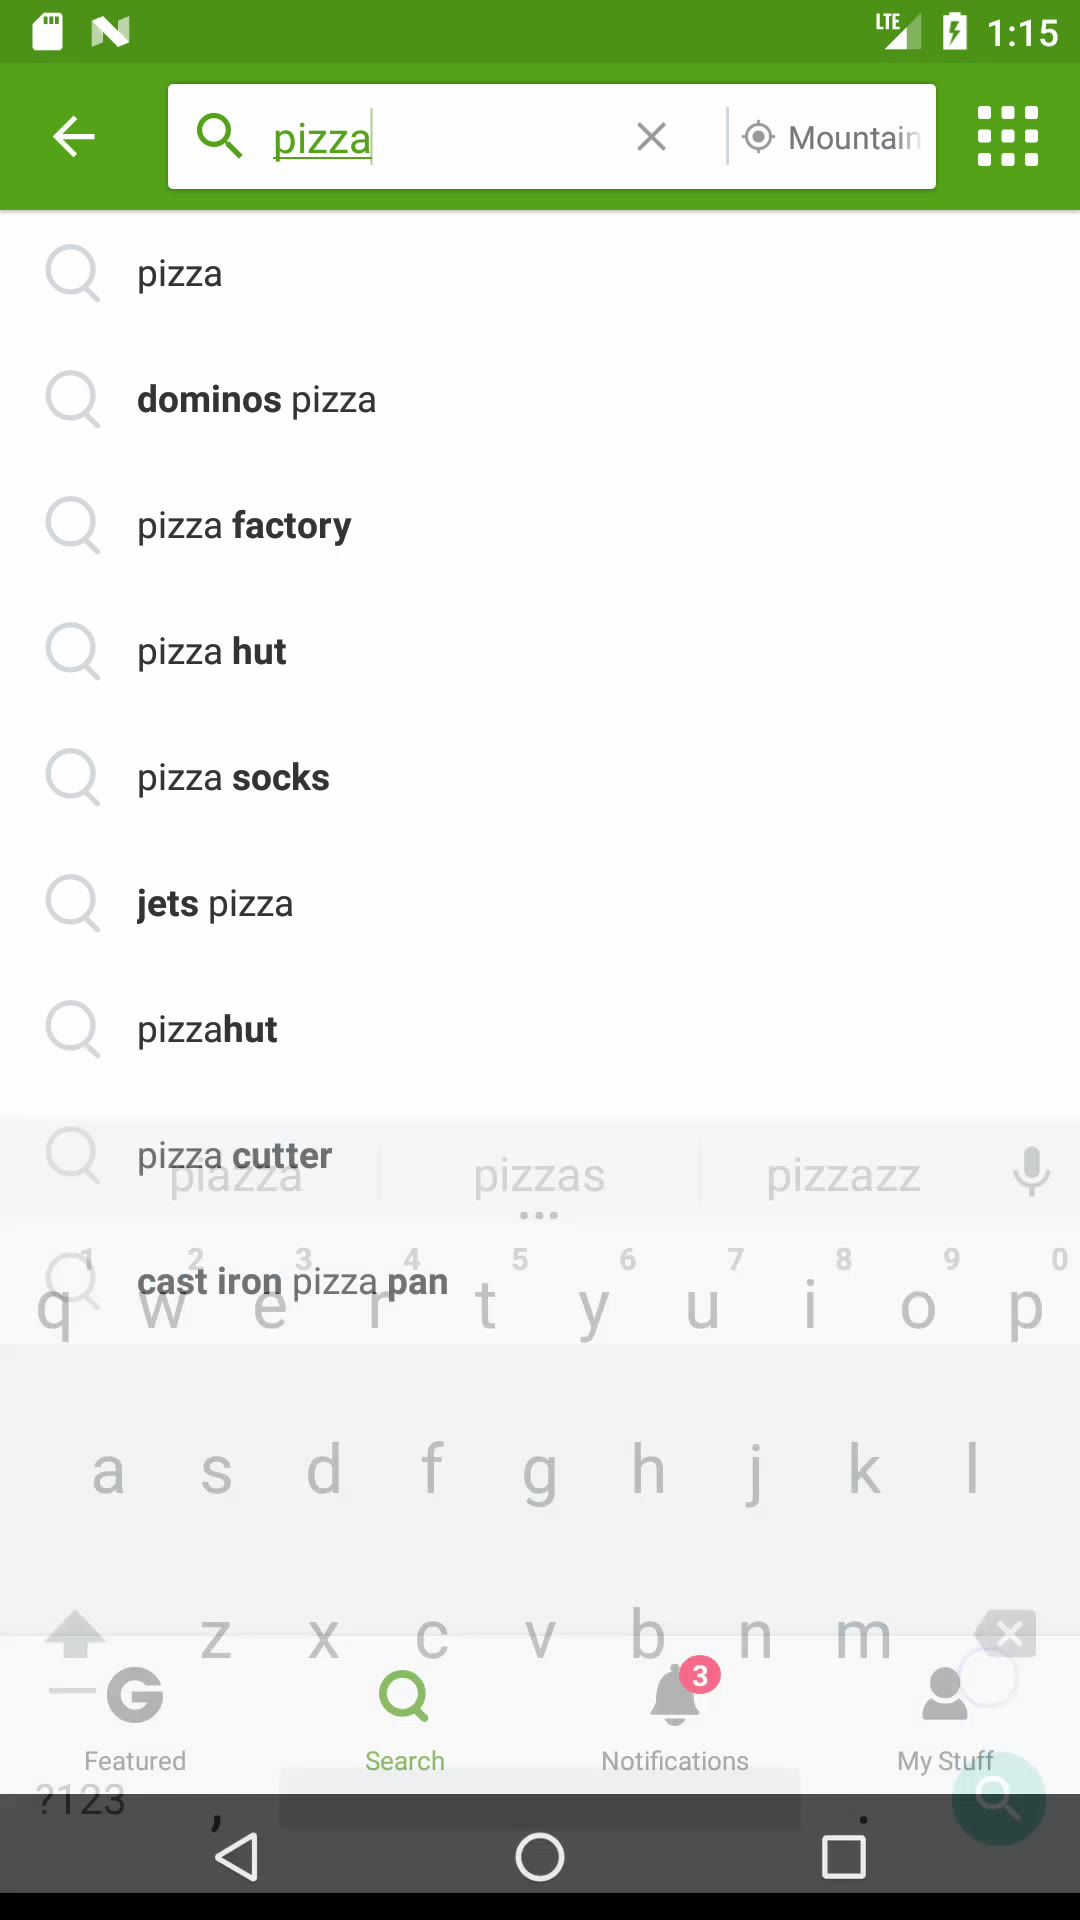 LTE 1:15
pizza Mountain
pizza
dominos pizza
pizza factory
pizza hut
pizza socks
jets pizza
pizzahut
pizza cutter
piazza pizzas pizzazz
cast iron pizza pan
1 2 3 4 5 6 7 8 9 0
q w e r t y u i o p
a s d f g h j k l
z x c v b n m
3
Featured Search Notifications My Stuff
?123 , .